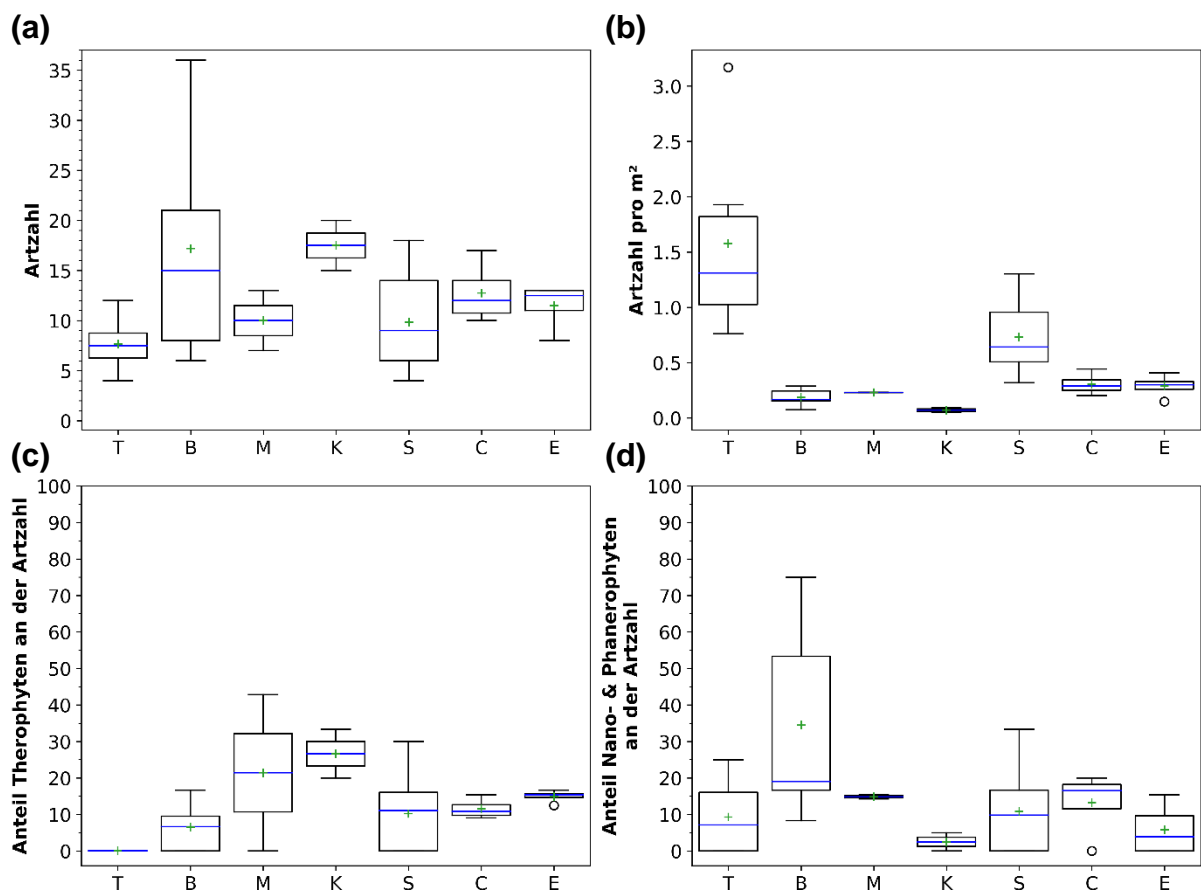 (a)
Artzahl
35
30
25
20
15
10
5
0
T B M K S C E
(b)
Artzahl pro m²
3.0
2.5
2.0
1.5
1.0
0.5
0.0
T B M K S C E
(c)
Anteil Therophyten an der Artzahl
100
90
80
70
60
50
40
30
20
10
0
T B M K S C E
(d)
Anteil Nano- & Phanerophyten
an der Artzahl
100
90
80
70
60
50
40
30
20
10
0
T B M K S C E